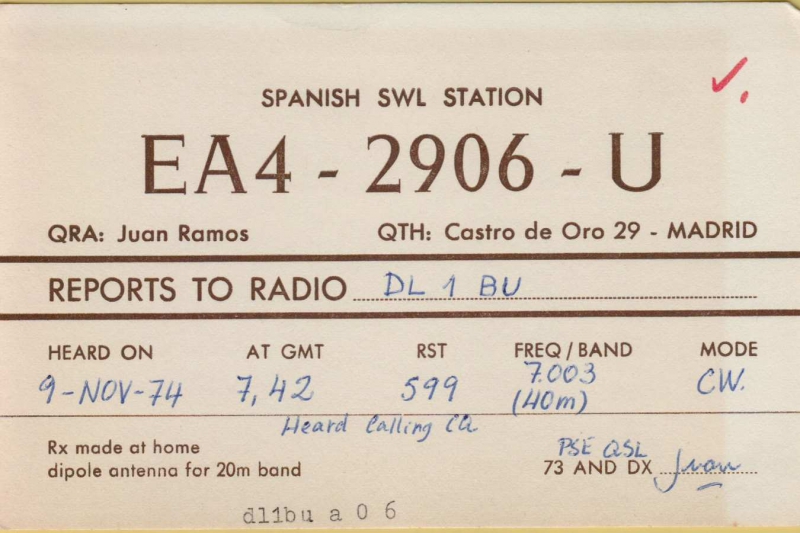 SPANISH SWL STATION
EA4 - 2906 - U
QRA: Juan Ramos QTH: Castro de Oro 29 - MADRID
REPORTS TO RADIO DL 1 BU
HEARD ON AT GMT RST FREQ/BAND MODE
9-NOV-74 7,42 599 7.003 (40m) CW.
Heard Calling CQ
Rx made at home PSE QSL
dipole antenna for 20m band 73 AND DX Juan
dl1bu a 0 6